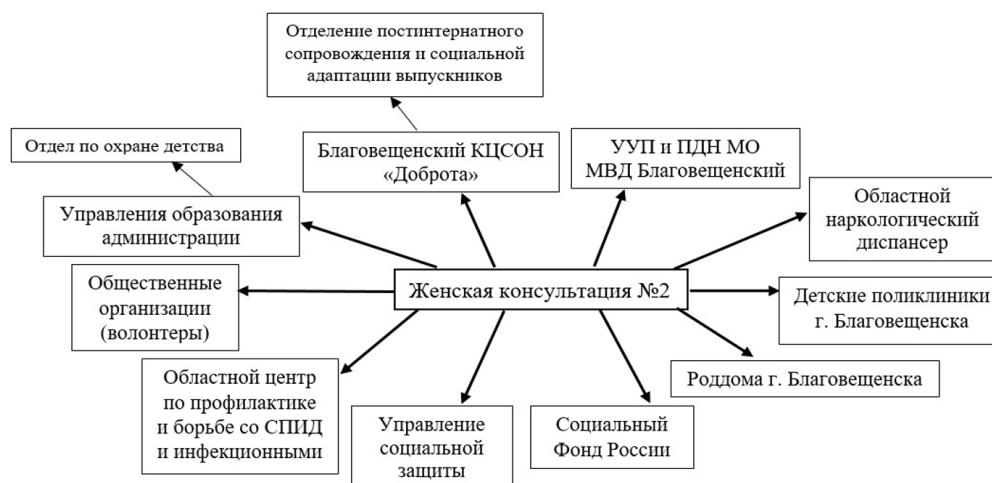 Отделение постинтернатного
сопровождения и социальной
адаптации выпускников
Отдел по охране детства
Благовещенский КЦСОН
«Доброта»
УУП и ПДН МО
МВД Благовещенский
Управления образования
администрации
Областной
наркологический
диспансер
Общественные
организации
(волонтеры)
Женская консультация №2
Детские поликлиники
г. Благовещенска
Областной центр
по профилактике
и борьбе со СПИД
и инфекционными
Управление
социальной
защиты
Социальный
Фонд России
Роддома г. Благовещенска